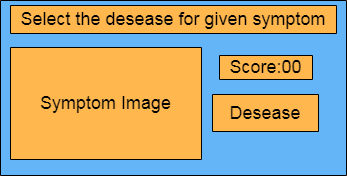 Select the desease for given symptom
Score:00
Symptom Image
Desease